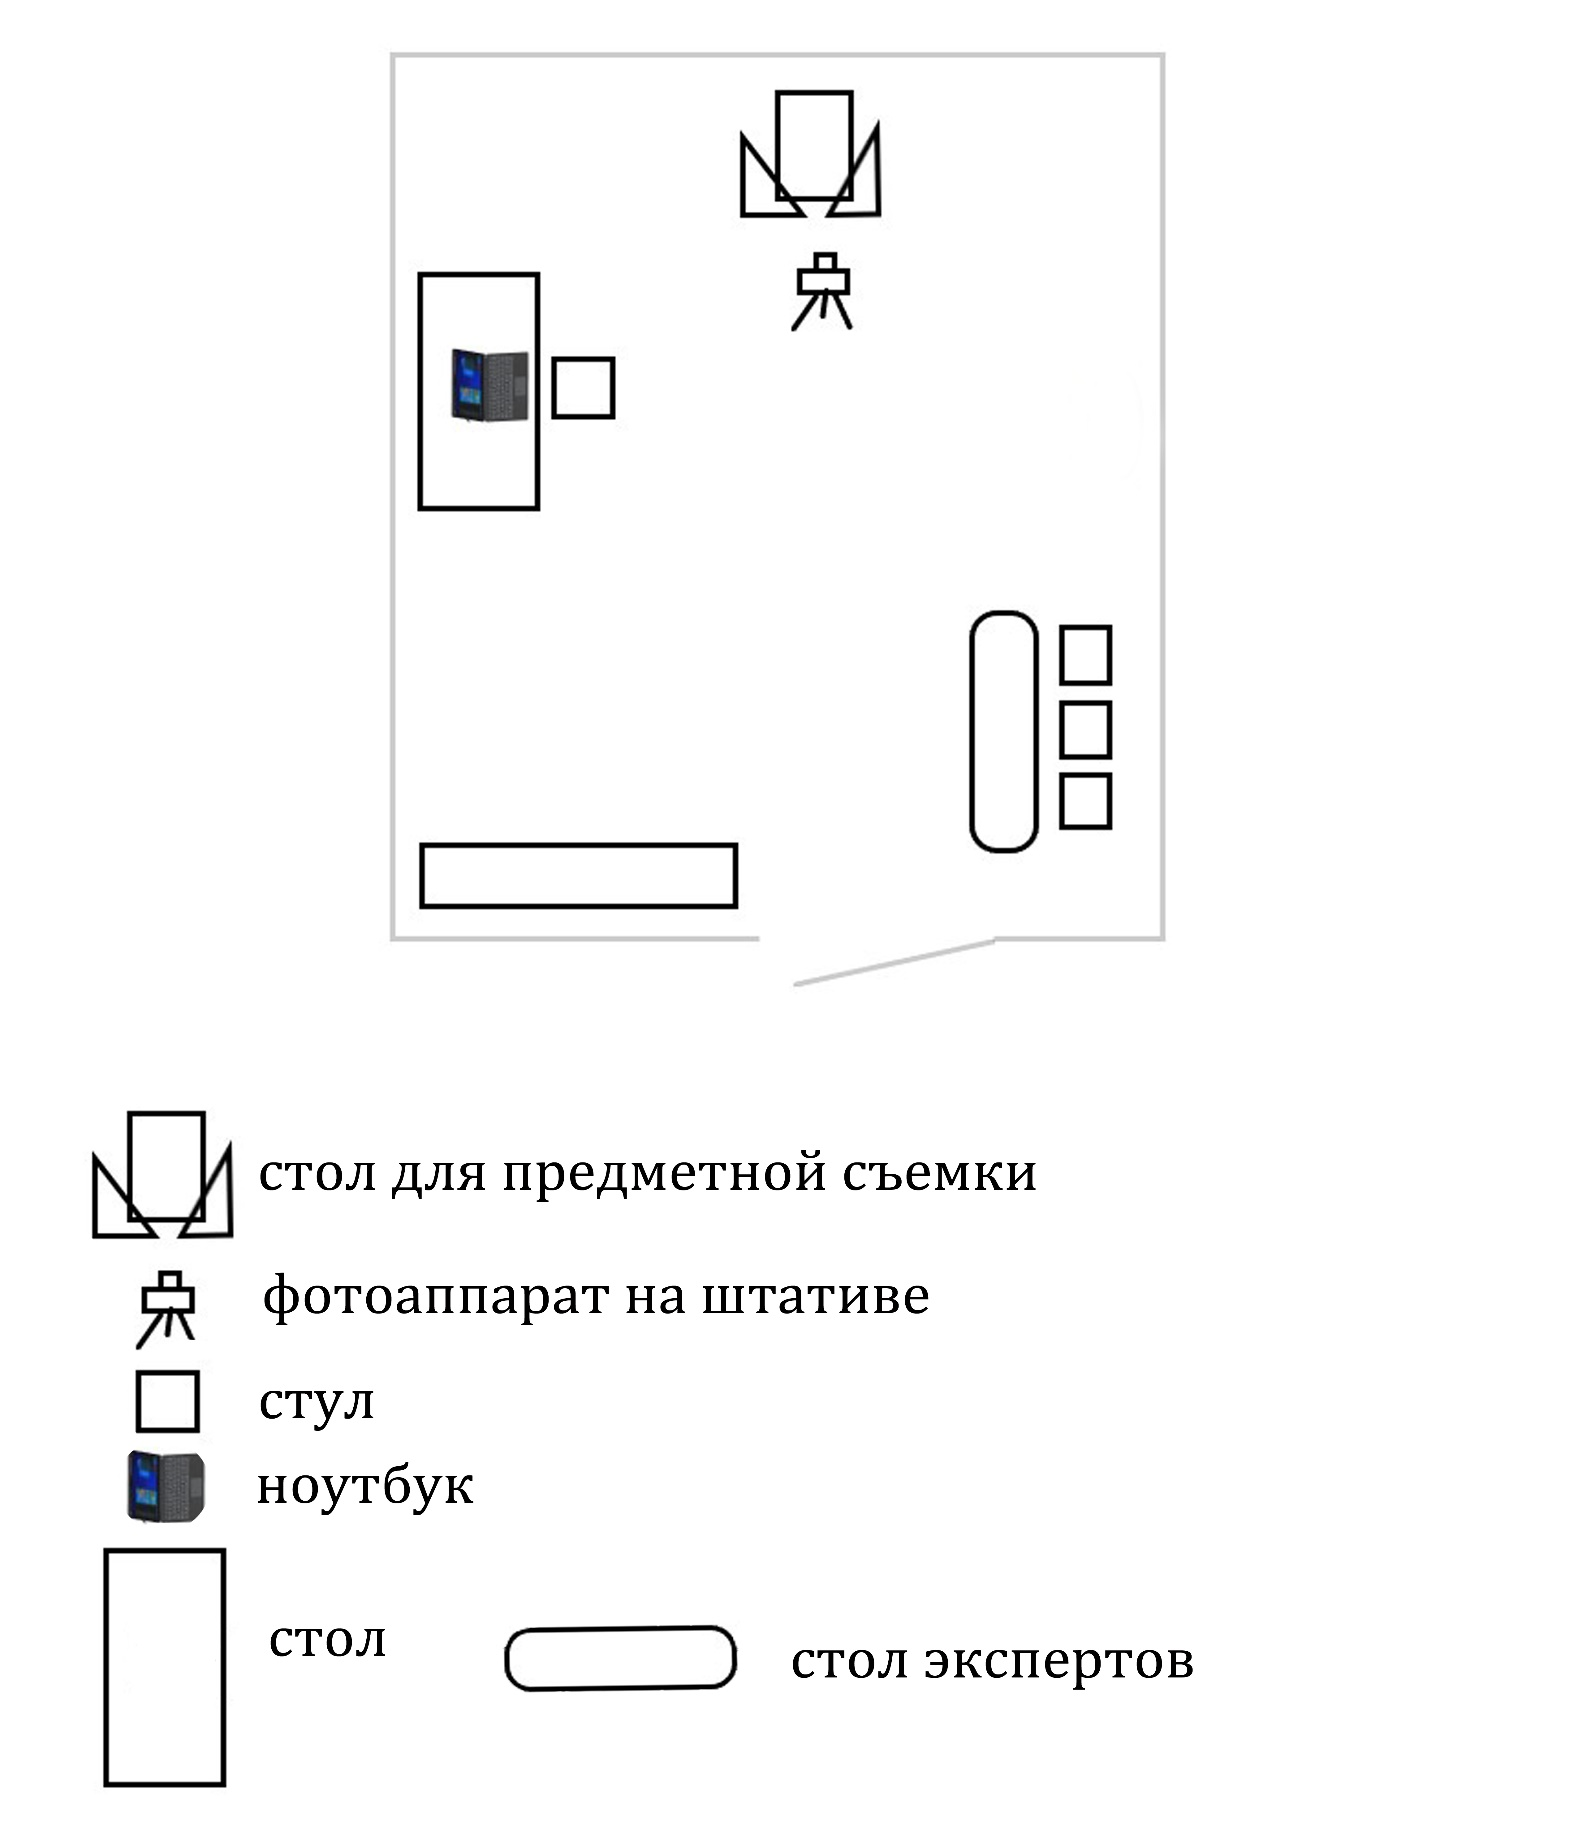 стол для предметной съемки
фотоаппарат на штативе
стул
ноутбук
стол
стол экспертов